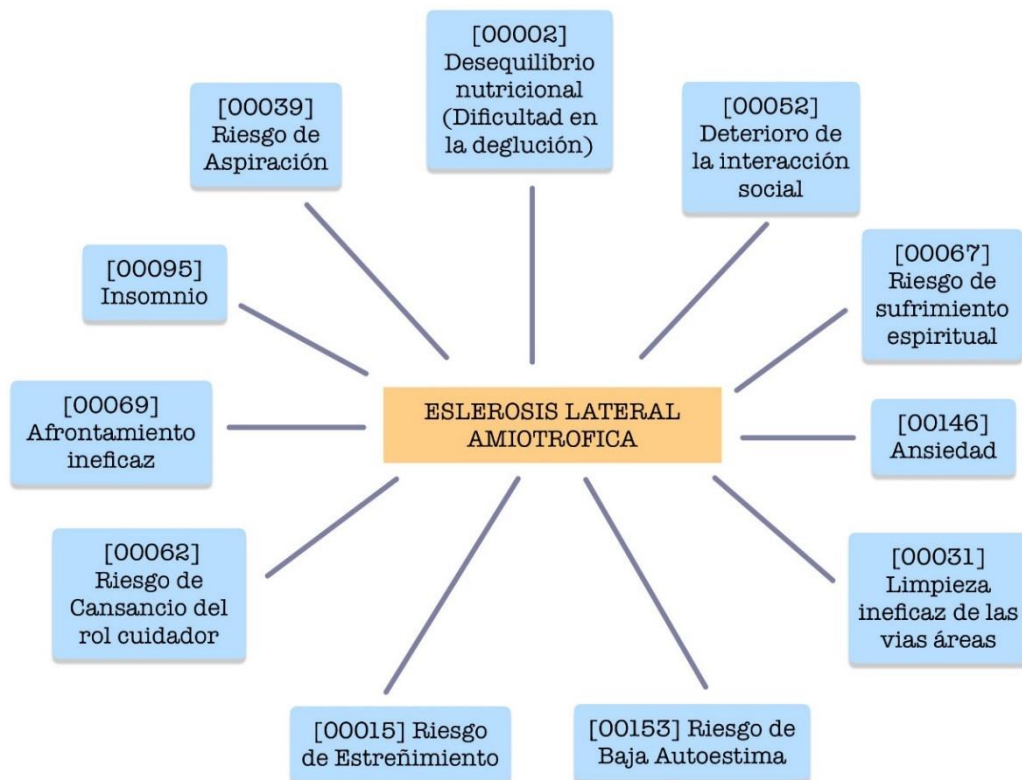 [00002]
Desequilibrio
nutricional
(Dificultad en
la deglución)
[00039]
Riesgo de
Aspiración
[00052]
Deterioro de
la interacción
social
[00095]
Insomnio
[00067]
Riesgo de
sufrimiento
espiritual
[00069]
Afrontamiento
ineficaz
ESLEROSIS LATERAL
AMIOTROFICA
[00146]
Ansiedad
[00062]
Riesgo de
Cansancio del
rol cuidador
[00031]
Limpieza
ineficaz de las
vias áreas
[00015] Riesgo
de Estreñimiento
[00153] Riesgo de
Baja Autoestima